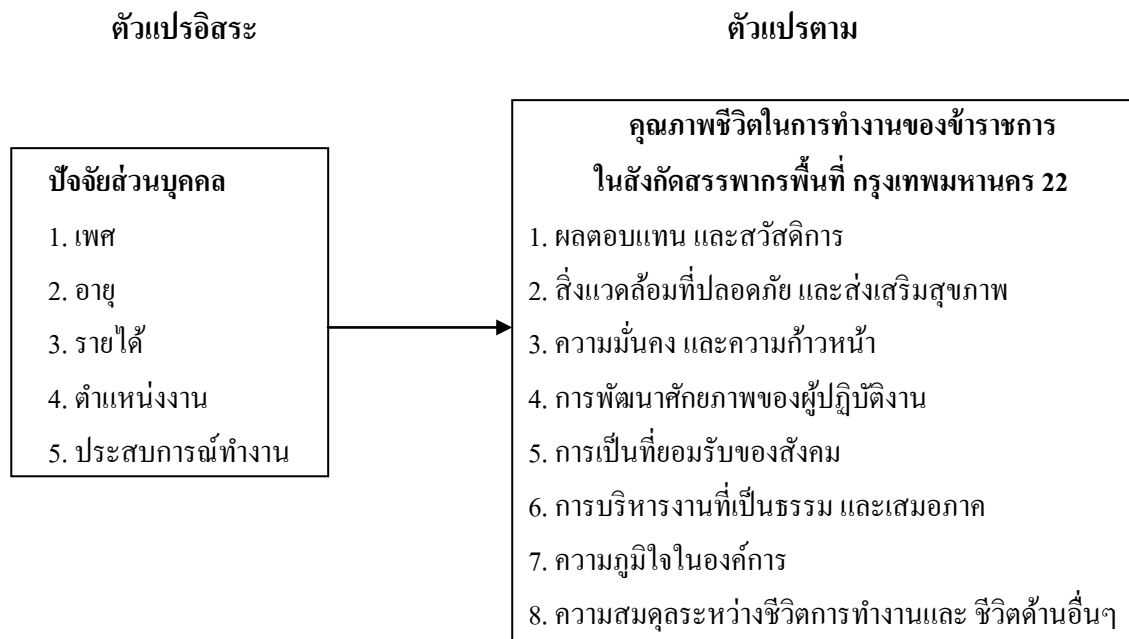 ตัวแปรอิสระ
ตัวแปรตาม
ปัจจัยส่วนบุคคล
1. เพศ
2. อายุ
3. รายได้
4. ตำแหน่งงาน
5. ประสบการณ์ทำงาน
คุณภาพชีวิตในการทำงานของข้าราชการ
ในสังกัดสรรพากรพื้นที่ กรุงเทพมหานคร 22
1. ผลตอบแทน และสวัสดิการ
2. สิ่งแวดล้อมที่ปลอดภัย และส่งเสริมสุขภาพ
3. ความมั่นคง และความก้าวหน้า
4. การพัฒนาศักยภาพของผู้ปฏิบัติงาน
5. การเป็นที่ยอมรับของสังคม
6. การบริหารงานที่เป็นธรรม และเสมอภาค
7. ความภูมิใจในองค์การ
8. ความสมดุลระหว่างชีวิตการทำงานและ ชีวิตด้านอื่นๆ